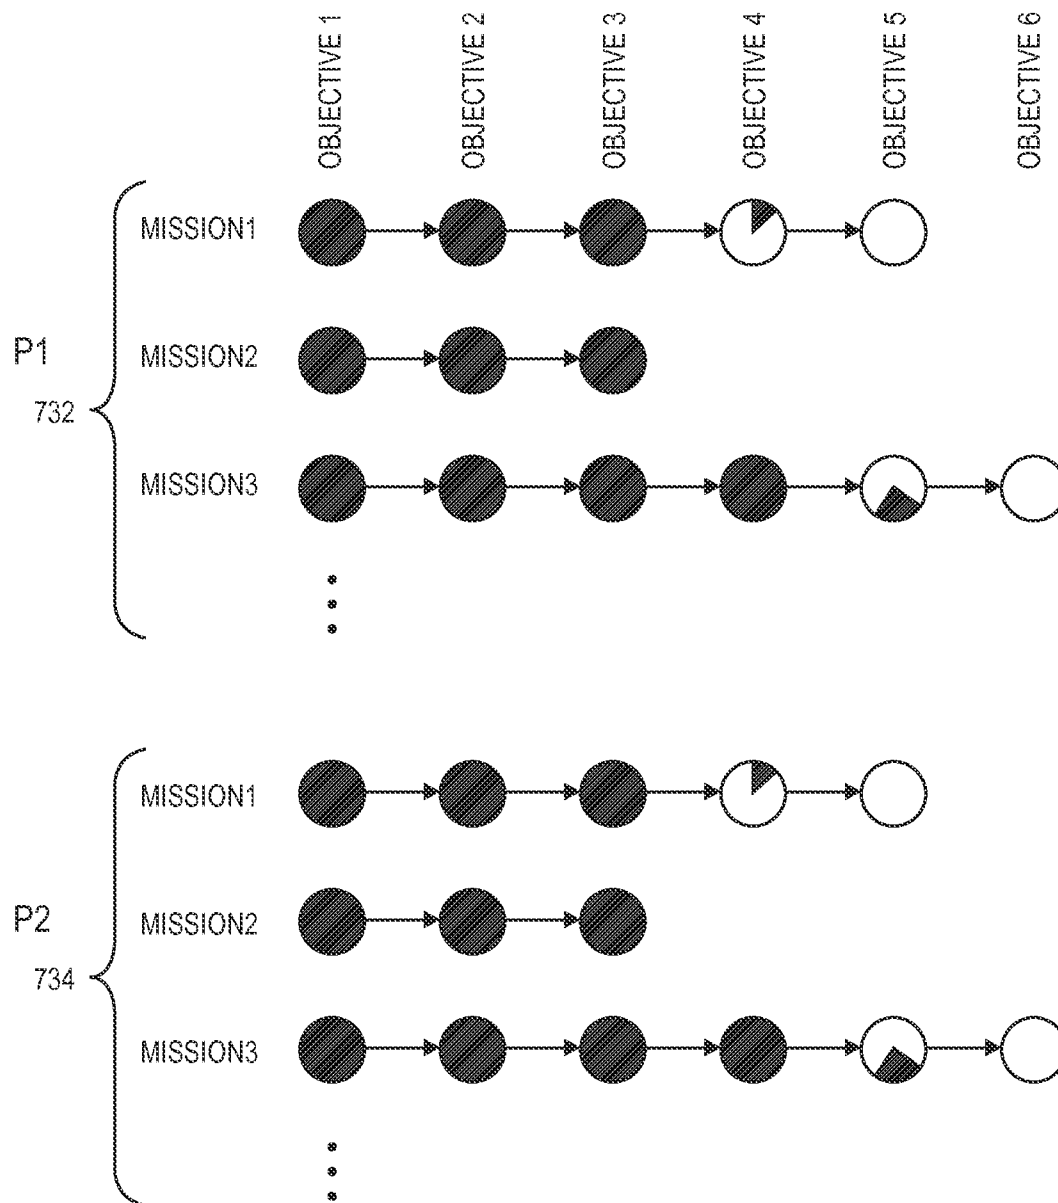 OBJECTIVE 1
OBJECTIVE 2
OBJECTIVE 3
OBJECTIVE 4
OBJECTIVE 5
OBJECTIVE 6
P1
732
MISSION1
MISSION2
MISSION3
P2
734
MISSION1
MISSION2
MISSION3